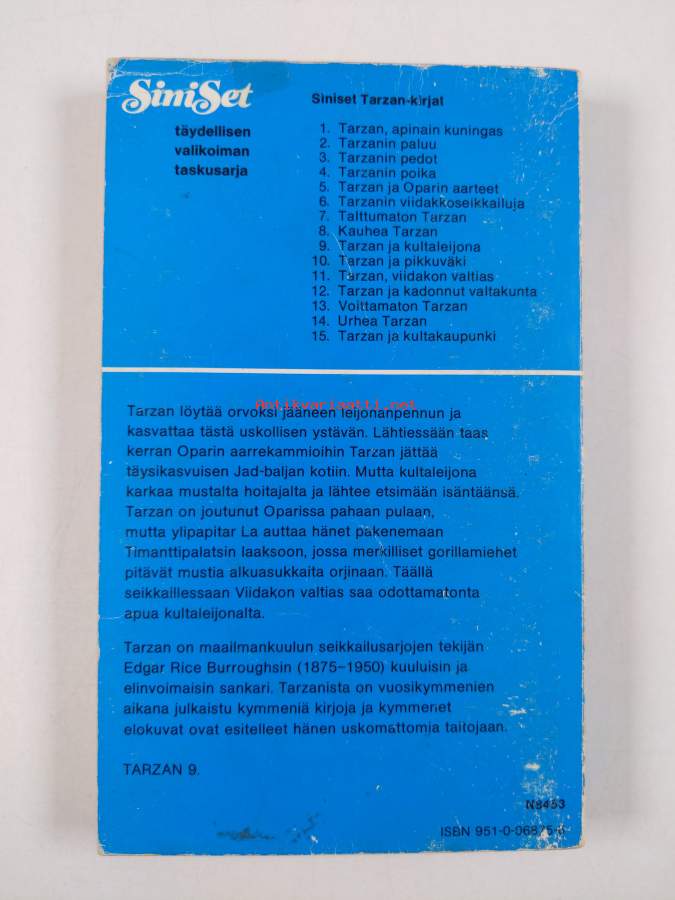 SiniSet
täydellisen
valikoiman
taskusarja
Siniset Tarzan-kirjat
1. Tarzan, apinain kuningas
2. Tarzanin paluu
3. Tarzanin pedot
4. Tarzanin poika
5. Tarzan ja Oparin aarteet
6. Tarzanin viidakkoseikkailuja
7. Talttumaton Tarzan
8. Kauhea Tarzan
9. Tarzan ja kultaleijona
10. Tarzan ja pikkuväki
11. Tarzan, viidakon valtias
12. Tarzan ja kadonnut valtakunta
13. Voittamaton Tarzan
14. Urhea Tarzan
15. Tarzan ja kultakaupunki
Antikvariaatti.net
Tarzan löytää orvoksi jääneen leijonanpennun ja
kasvattaa tästä uskollisen ystävän. Lähtiessään taas
kerran Oparin aarrekammioihin Tarzan jättää
täysikasvuisen Jad-baljan kotiin. Mutta kultaleijona
karkaa mustalta hoitajalta ja lähtee etsimään isäntäänsä.
Tarzan on joutunut Oparissa pahaan pulaan,
mutta ylipapitar La auttaa hänet pakenemaan
Timanttipalatsin laaksoon, jossa merkilliset gorillamiehet
pitävät mustia alkuasukkaita orjinaan. Täällä
seikkaillessaan Viidakon valtias saa odottamatonta
apua kultaleijonalta.
Tarzan on maailmankuulun seikkailusarjojen tekijän
Edgar Rice Burroughsin (1875–1950) kuuluisin ja
elinvoimaisin sankari. Tarzanista on vuosikymmenien
aikana julkaistu kymmeniä kirjoja ja kymmenet
elokuvat ovat esitelleet hänen uskomattomia taitojaan.
TARZAN 9.
N8453
ISBN 951-0-06875-